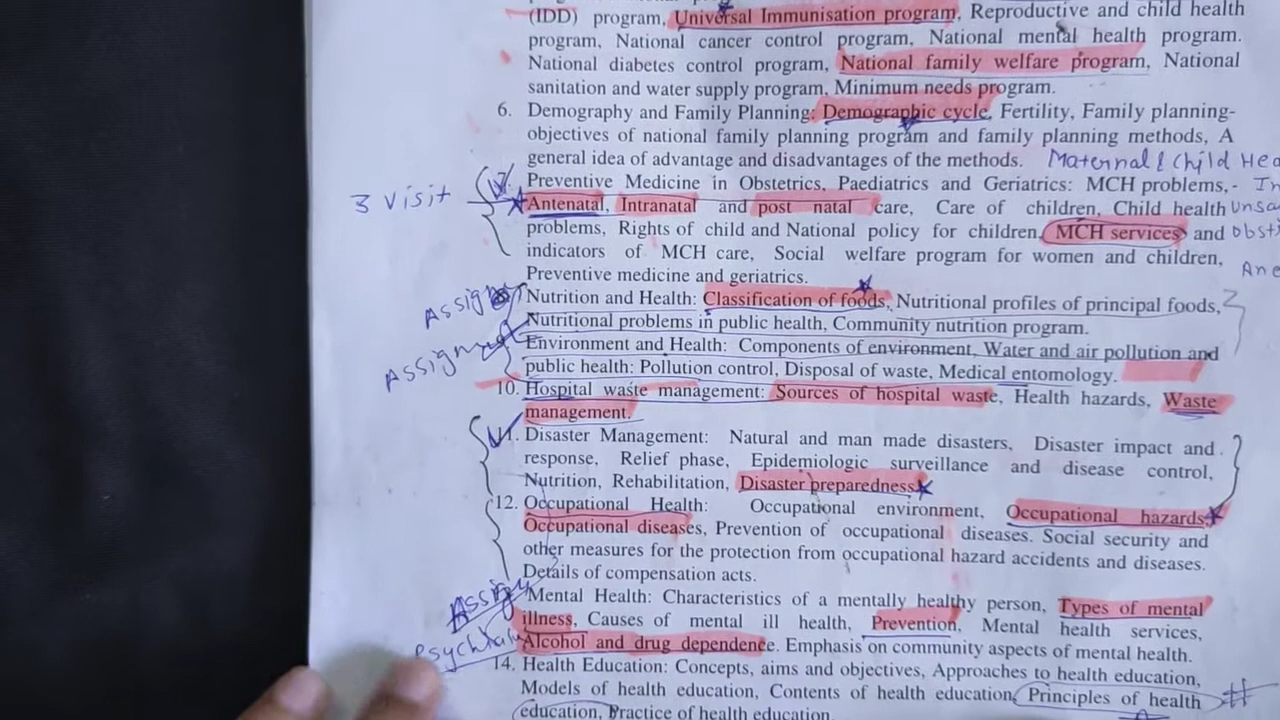 (IDD) program, Universal Immunisation program, Reproductive and child health
program, National cancer control program, National mental health program.
National diabetes control program, National family welfare program, National
sanitation and water supply program, Minimum needs program.
6. Demography and Family Planning: Demographic cycle, Fertility, Family planning-
objectives of national family planning program and family planning methods, A
general idea of advantage and disadvantages of the methods. Maternal & Child Hea
Preventive Medicine in Obstetrics, Paediatrics and Geriatrics: MCH problems, - In
3 visit Antenatal, Intranatal and post natal care, Care of children, Child health Unsa
problems, Rights of child and National policy for children, MCH services and obst
indicators of MCH care, Social welfare program for women and children, Ane
Preventive medicine and geriatrics.
Assign Nutrition and Health: Classification of foods, Nutritional profiles of principal foods,
Nutritional problems in public health, Community nutrition program.
Assign Environment and Health: Components of environment, Water and air pollution and
public health: Pollution control, Disposal of waste, Medical entomology.
10. Hospital waste management: Sources of hospital waste, Health hazards, Waste
management.
11. Disaster Management: Natural and man made disasters, Disaster impact and
response, Relief phase, Epidemiologic surveillance and disease control,
Nutrition, Rehabilitation, Disaster preparedness
12. Occupational Health: Occupational environment, Occupational hazards,
Occupational diseases, Prevention of occupational diseases. Social security and
other measures for the protection from occupational hazard accidents and diseases.
Details of compensation acts.
Assign Mental Health: Characteristics of a mentally healthy person, Types of mental
illness, Causes of mental ill health, Prevention, Mental health services,
Alcohol and drug dependence. Emphasis on community aspects of mental health.
14. Health Education: Concepts, aims and objectives, Approaches to health education,
Models of health education, Contents of health education, Principles of health #
education, Practice of health education.